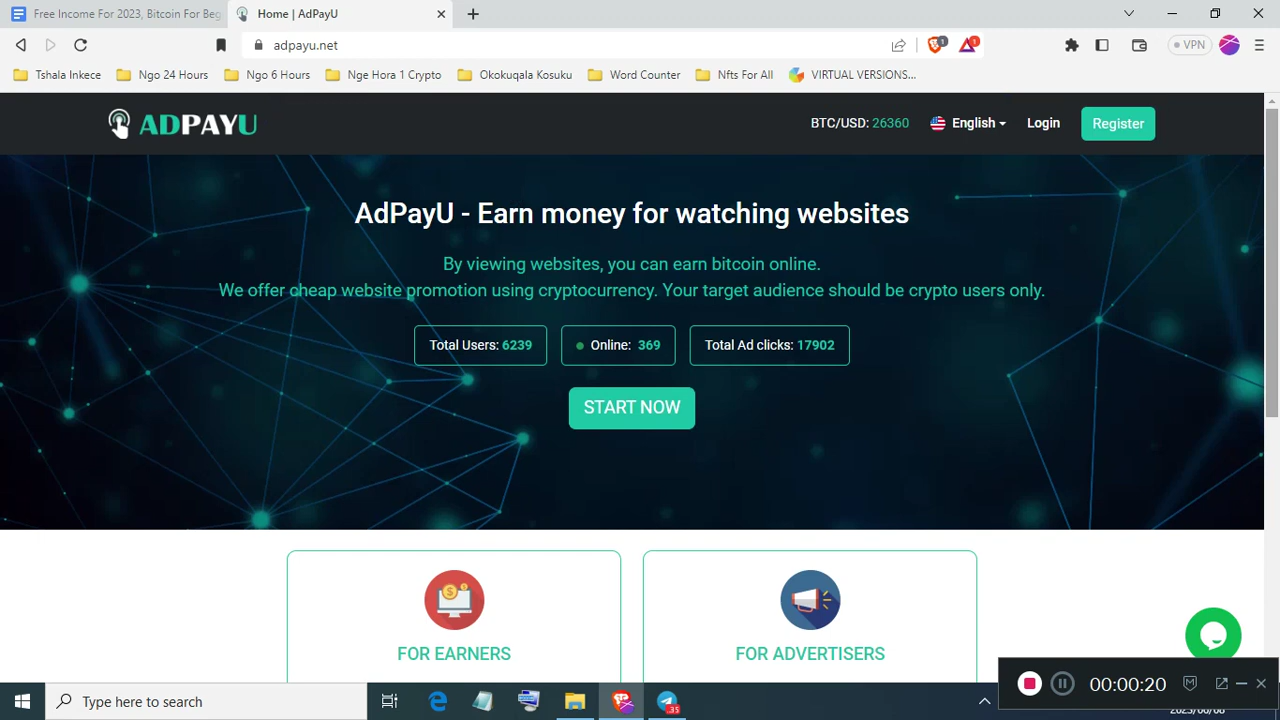 Free Income For 2023, Bitcoin For Beg
Home | AdPayU
adpayu.net
1
1
VPN
Tshala Inkece
Ngo 24 Hours
Ngo 6 Hours
Nge Hora 1 Crypto
Okokuqala Kosuku
Word Counter
Nfts For All
VIRTUAL VERSIONS...
ADPAYU
BTC/USD: 26360
English
Login
Register
AdPayU - Earn money for watching websites
By viewing websites, you can earn bitcoin online.
We offer cheap website promotion using cryptocurrency. Your target audience should be crypto users only.
Total Users: 6239
Online: 369
Total Ad clicks: 17902
START NOW
FOR EARNERS
FOR ADVERTISERS
00:00:20
Type here to search
35